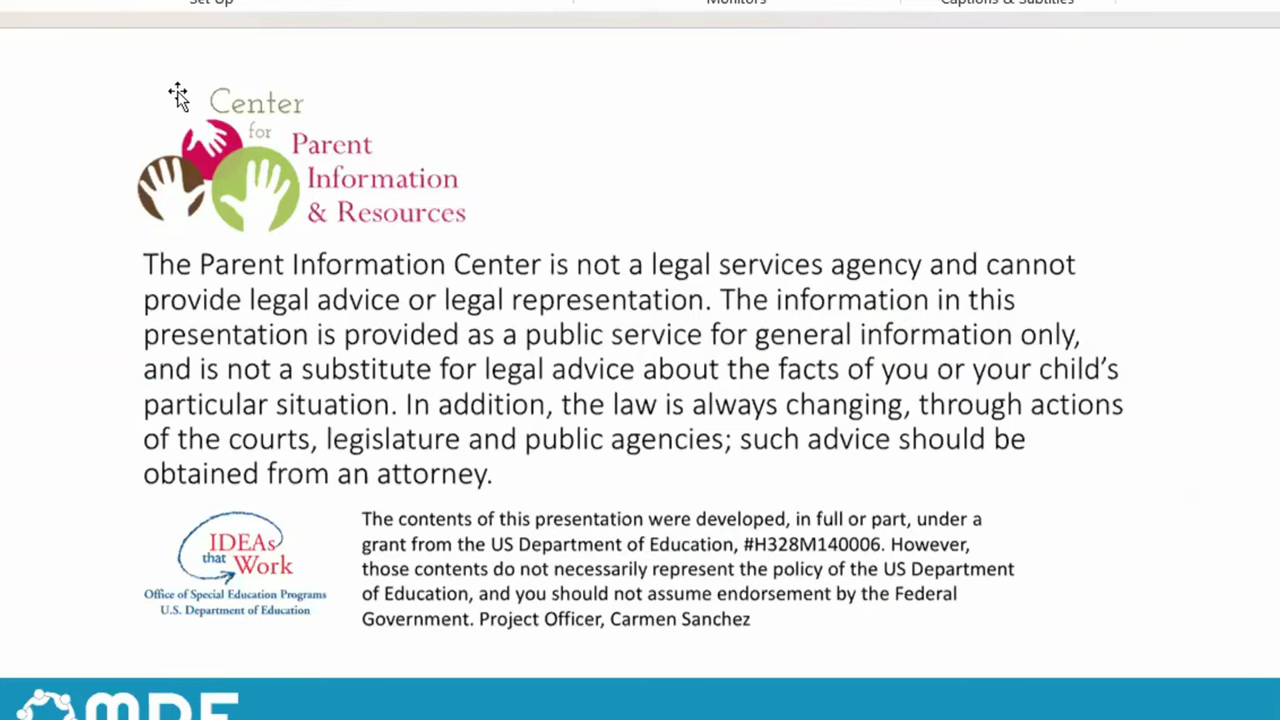 Set Up Monitors Captions & Subtitles
Center
for
Parent
Information
& Resources
The Parent Information Center is not a legal services agency and cannot
provide legal advice or legal representation. The information in this
presentation is provided as a public service for general information only,
and is not a substitute for legal advice about the facts of you or your child’s
particular situation. In addition, the law is always changing, through actions
of the courts, legislature and public agencies; such advice should be
obtained from an attorney.
IDEAs
that Work
Office of Special Education Programs
U.S. Department of Education
The contents of this presentation were developed, in full or part, under a
grant from the US Department of Education, #H328M140006. However,
those contents do not necessarily represent the policy of the US Department
of Education, and you should not assume endorsement by the Federal
Government. Project Officer, Carmen Sanchez